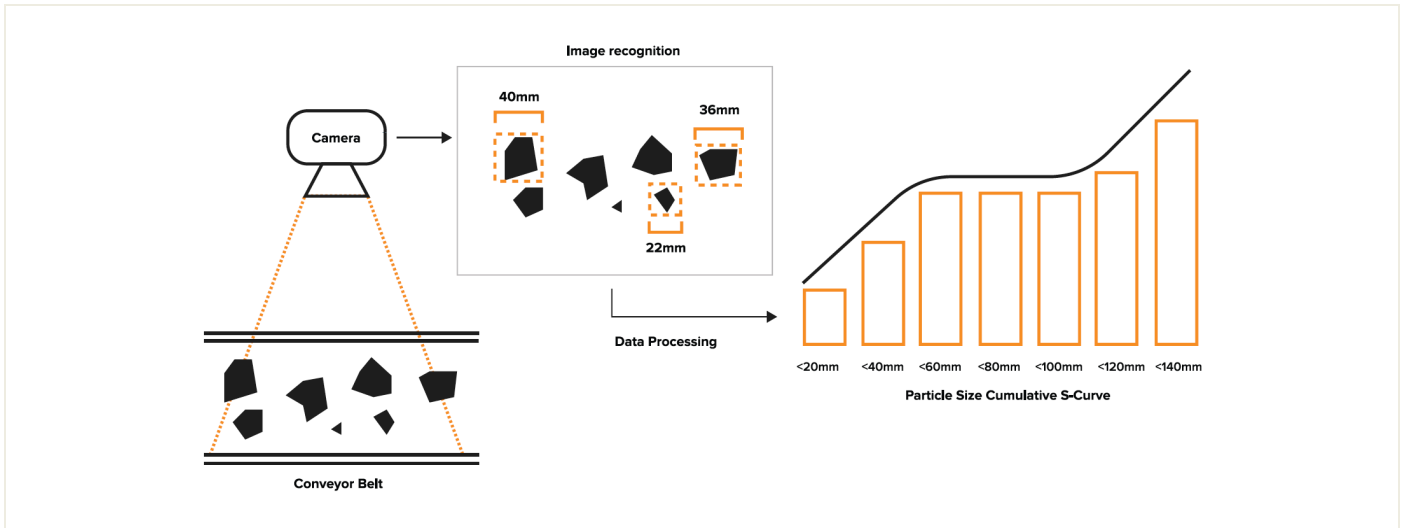 Image recognition
40mm
36mm
Camera
22mm
Data Processing
<20mm
<40mm
<60mm
<80mm
<100mm
<120mm
<140mm
Particle Size Cumulative S-Curve
Conveyor Belt